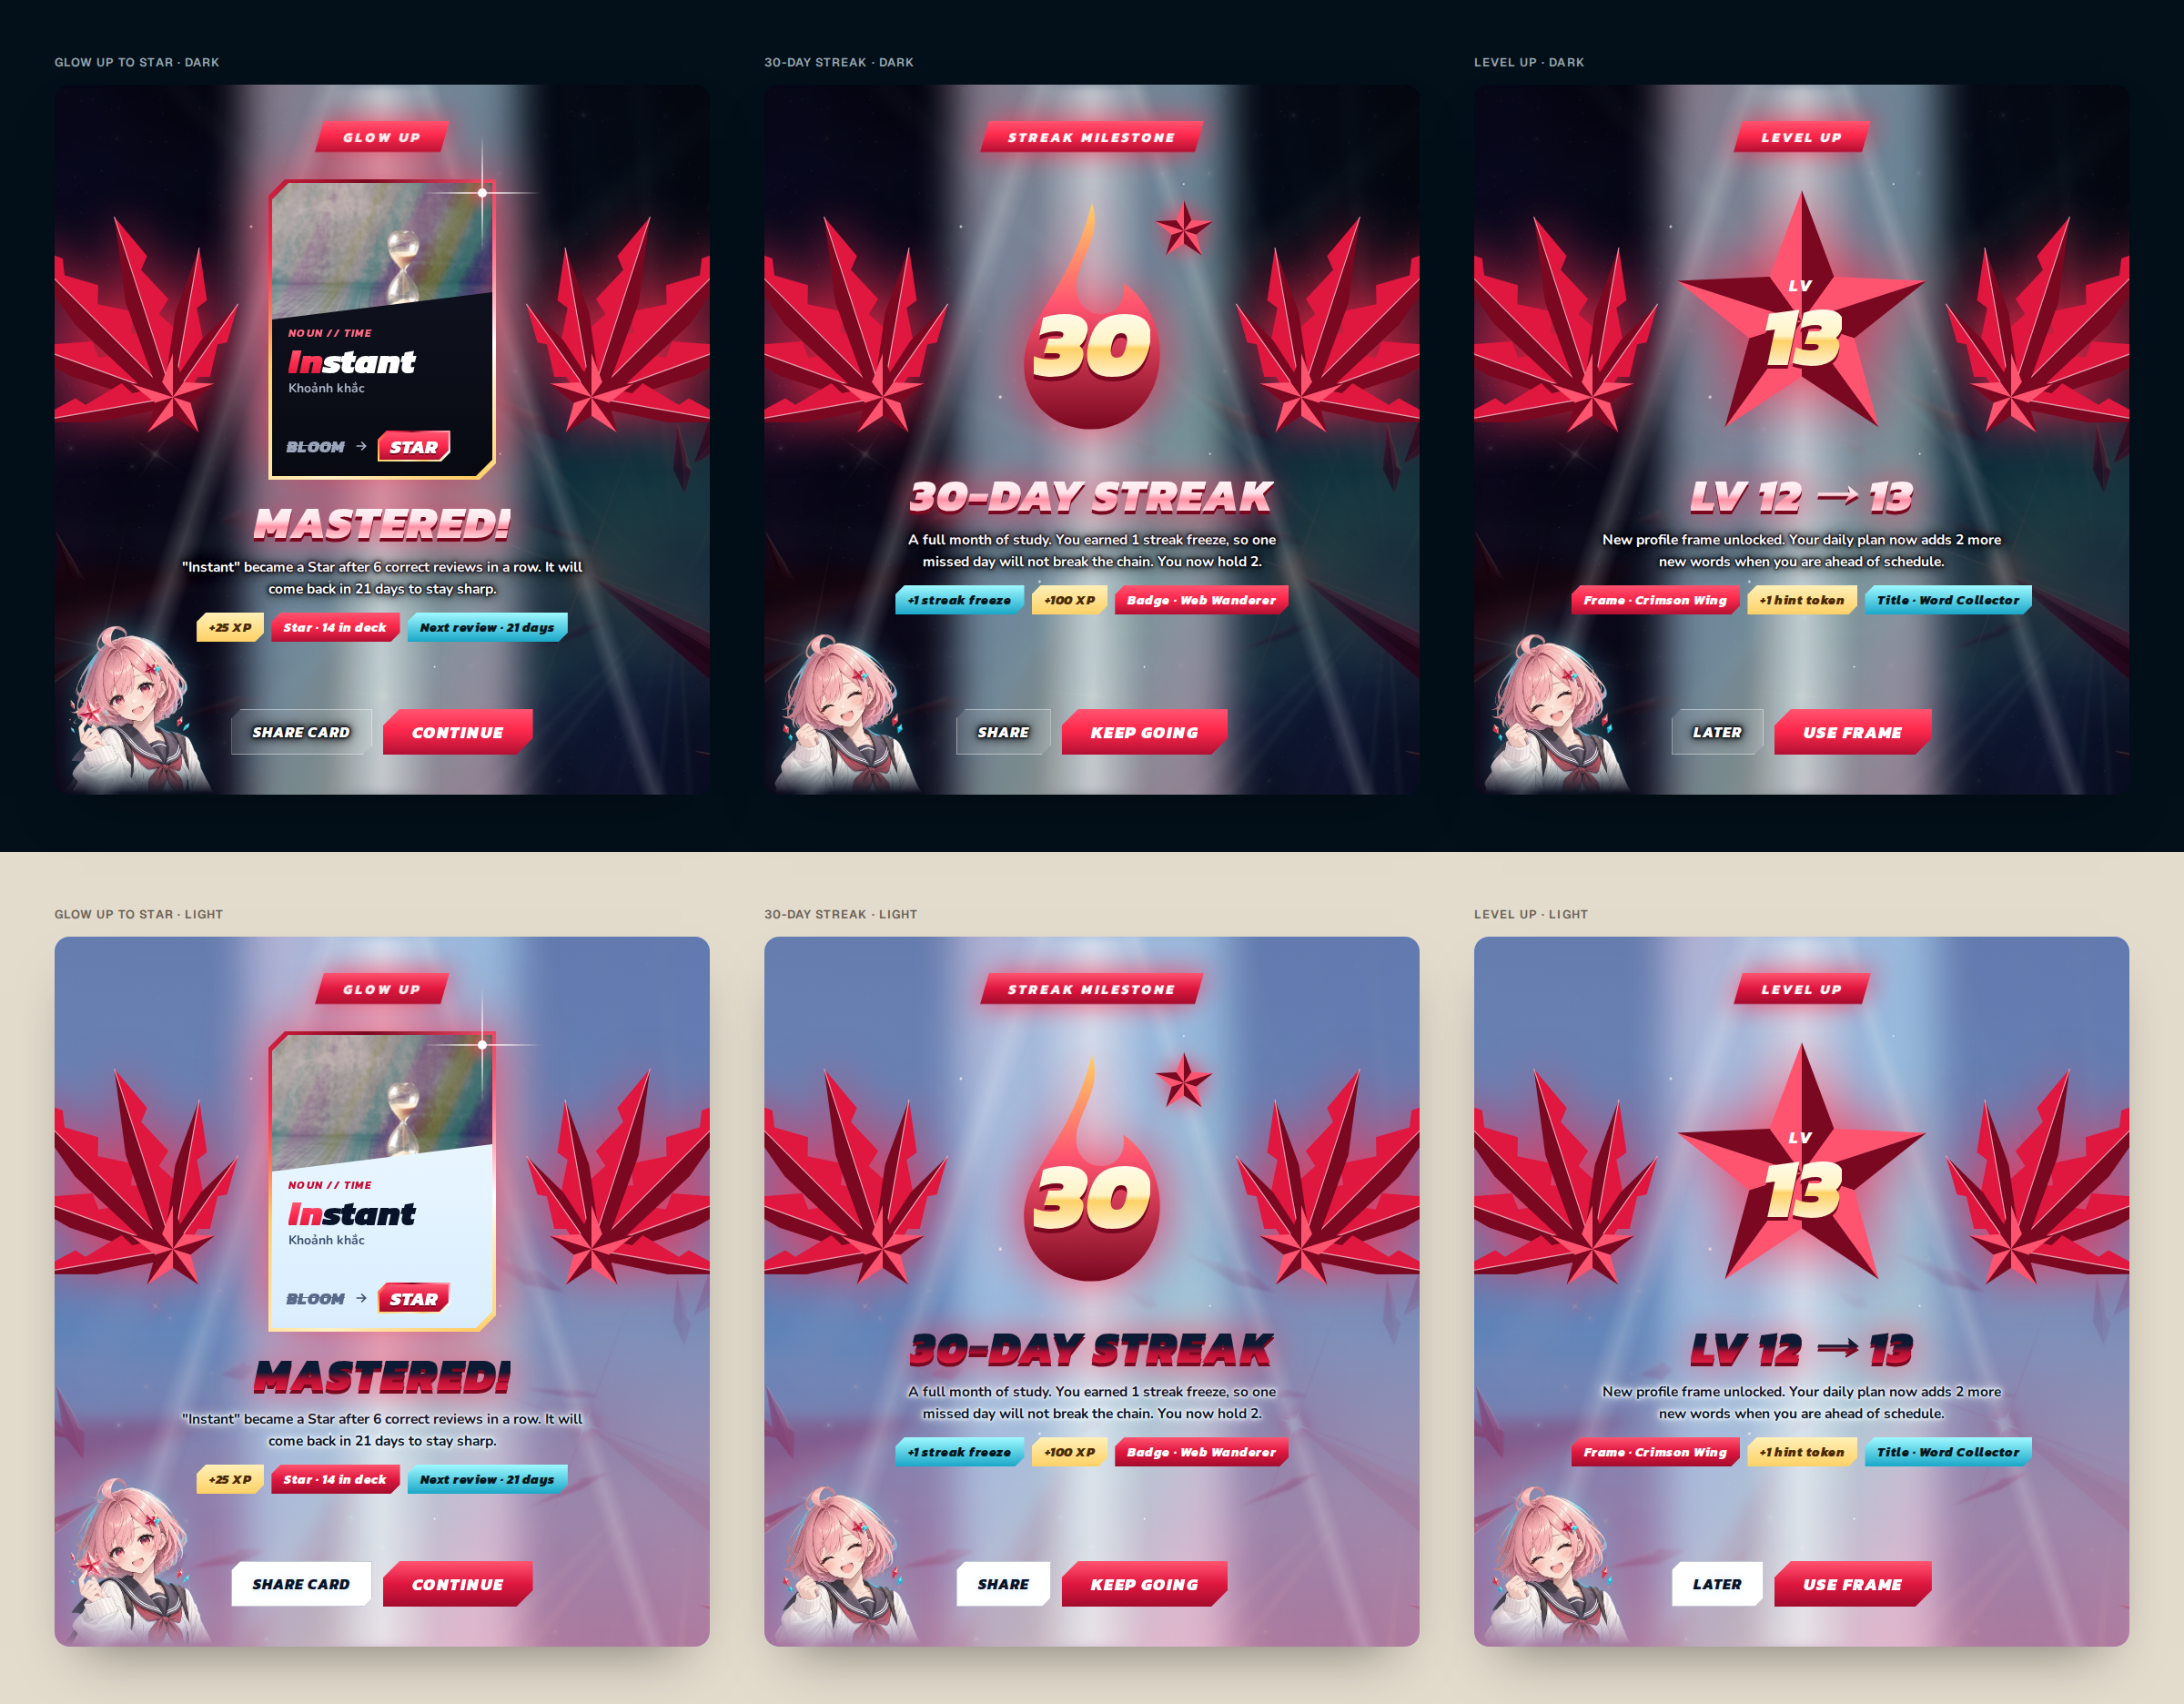 GLOW UP TO STAR · DARK
GLOW UP
NOUN // TIME
Instant
Khoảnh khắc
BLOOM → STAR
MASTERED!
"Instant" became a Star after 6 correct reviews in a row. It will
come back in 21 days to stay sharp.
+25 XP
Star · 14 in deck
Next review · 21 days
SHARE CARD
CONTINUE
30-DAY STREAK · DARK
STREAK MILESTONE
30
30-DAY STREAK
A full month of study. You earned 1 streak freeze, so one
missed day will not break the chain. You now hold 2.
+1 streak freeze
+100 XP
Badge · Web Wanderer
SHARE
KEEP GOING
LEVEL UP · DARK
LEVEL UP
LV
13
LV 12 → 13
New profile frame unlocked. Your daily plan now adds 2 more
new words when you are ahead of schedule.
Frame · Crimson Wing
+1 hint token
Title · Word Collector
LATER
USE FRAME
GLOW UP TO STAR · LIGHT
GLOW UP
NOUN // TIME
Instant
Khoảnh khắc
BLOOM → STAR
MASTERED!
"Instant" became a Star after 6 correct reviews in a row. It will
come back in 21 days to stay sharp.
+25 XP
Star · 14 in deck
Next review · 21 days
SHARE CARD
CONTINUE
30-DAY STREAK · LIGHT
STREAK MILESTONE
30
30-DAY STREAK
A full month of study. You earned 1 streak freeze, so one
missed day will not break the chain. You now hold 2.
+1 streak freeze
+100 XP
Badge · Web Wanderer
SHARE
KEEP GOING
LEVEL UP · LIGHT
LEVEL UP
LV
13
LV 12 → 13
New profile frame unlocked. Your daily plan now adds 2 more
new words when you are ahead of schedule.
Frame · Crimson Wing
+1 hint token
Title · Word Collector
LATER
USE FRAME